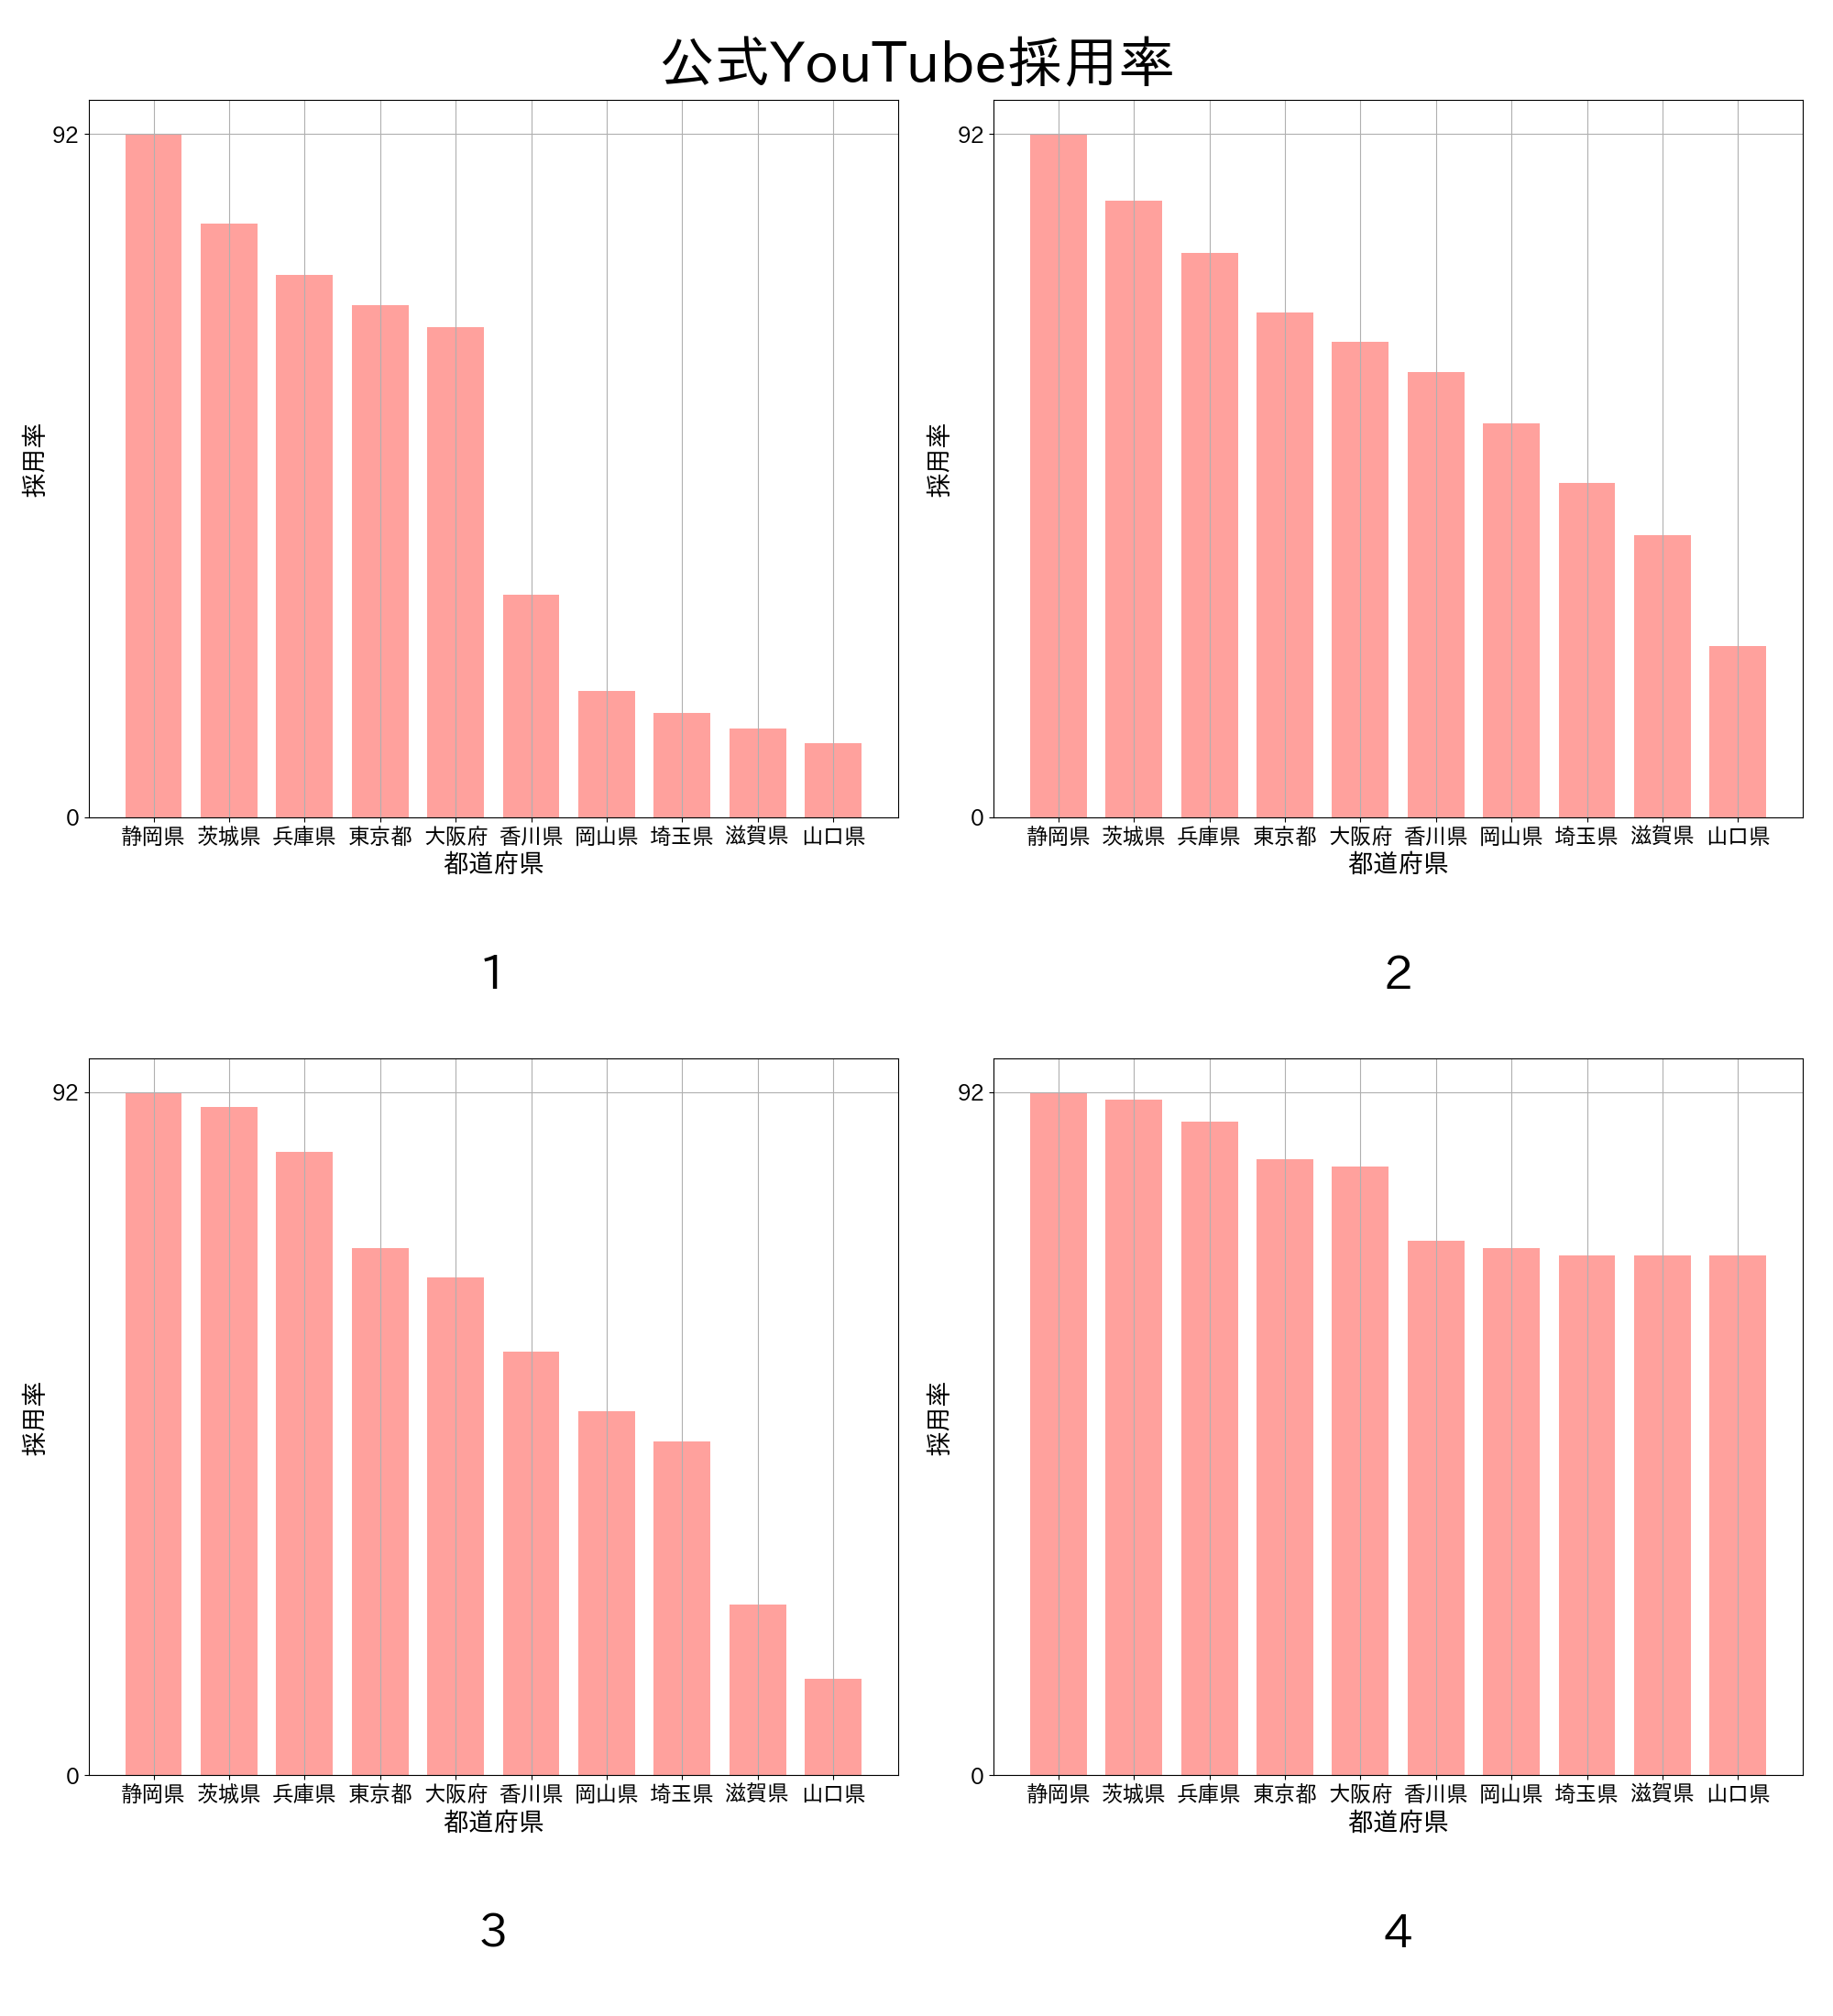 公式YouTube採用率
92
0
採用率
静岡県 茨城県 兵庫県 東京都 大阪府 香川県 岡山県 埼玉県 滋賀県 山口県
都道府県
1
92
0
採用率
静岡県 茨城県 兵庫県 東京都 大阪府 香川県 岡山県 埼玉県 滋賀県 山口県
都道府県
2
92
0
採用率
静岡県 茨城県 兵庫県 東京都 大阪府 香川県 岡山県 埼玉県 滋賀県 山口県
都道府県
3
92
0
採用率
静岡県 茨城県 兵庫県 東京都 大阪府 香川県 岡山県 埼玉県 滋賀県 山口県
都道府県
4